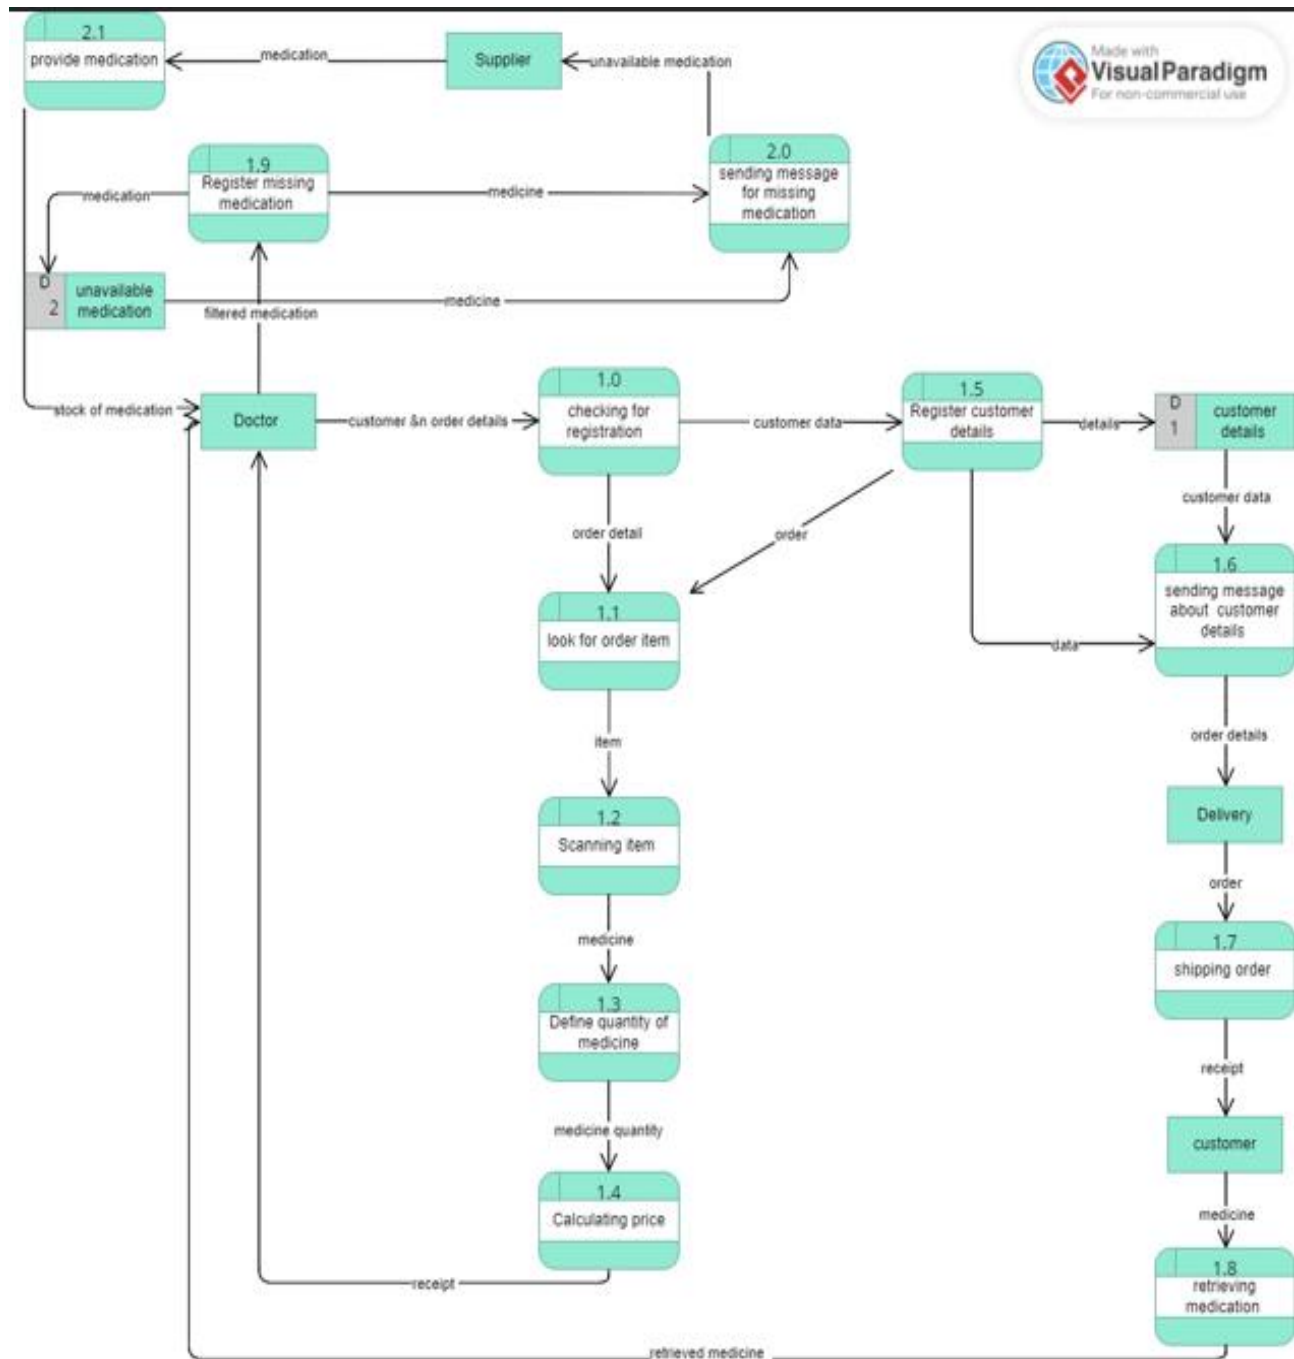 2.1
provide medication
medication
Supplier
unavailable medication
Made with
Visual Paradigm
For non-commercial use
1.9
Register missing
medication
medication
medicine
2.0
sending message
for missing
medication
D
2
unavailable
medication
medicine
filtered medication
stock of medication
Doctor
customer &n order details
1.0
checking for
registration
customer data
1.5
Register customer
details
details
D
1
customer
details
customer data
order detail
order
1.1
look for order item
data
1.6
sending message
about customer
details
item
order details
1.2
Scanning item
Delivery
order
medicine
1.7
shipping order
1.3
Define quantity of
medicine
receipt
medicine quantity
customer
1.4
Calculating price
medicine
receipt
1.8
retrieving
medication
retrieved medicine